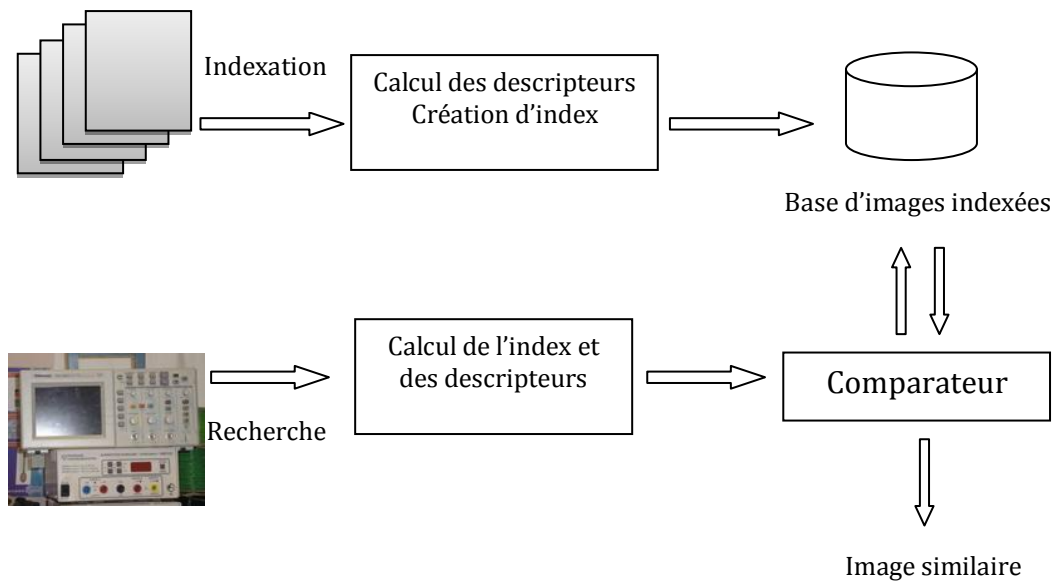 Indexation
Calcul des descripteurs
Création d'index
Base d'images indexées
Calcul de l'index et
des descripteurs
Comparateur
Recherche
Image similaire